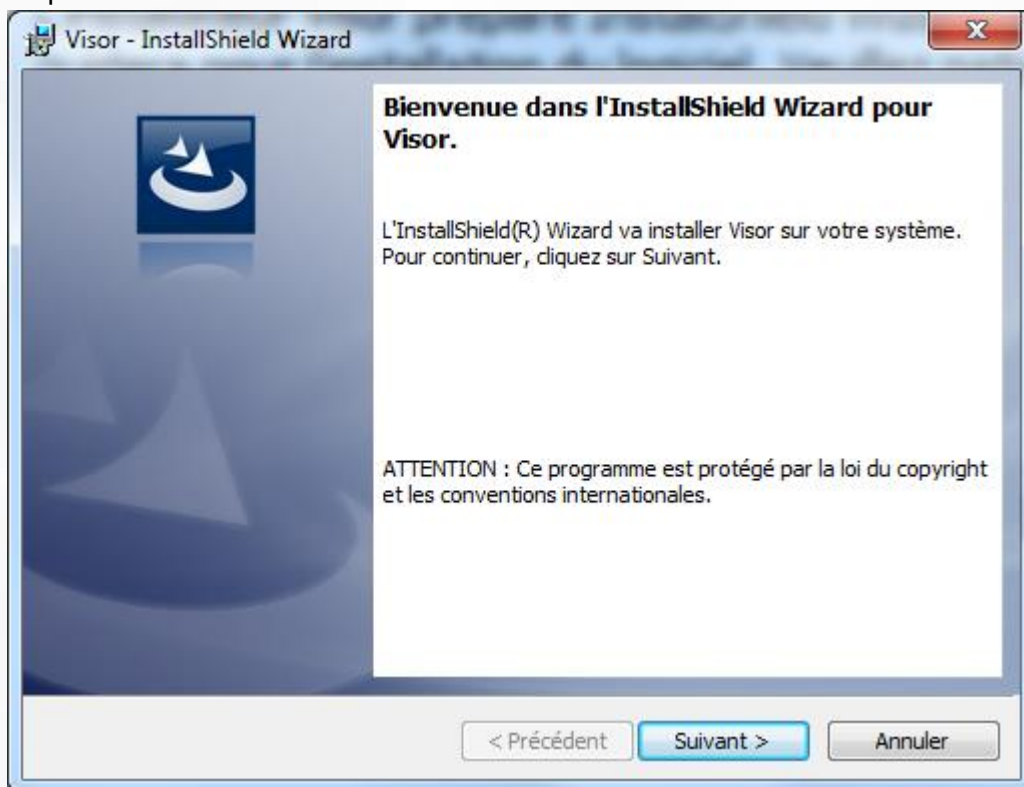 Visor - InstallShield Wizard
Bienvenue dans l'InstallShield Wizard pour
Visor.
L'InstallShield(R) Wizard va installer Visor sur votre système.
Pour continuer, cliquez sur Suivant.
ATTENTION : Ce programme est protégé par la loi du copyright
et les conventions internationales.
< Précédent
Suivant >
Annuler